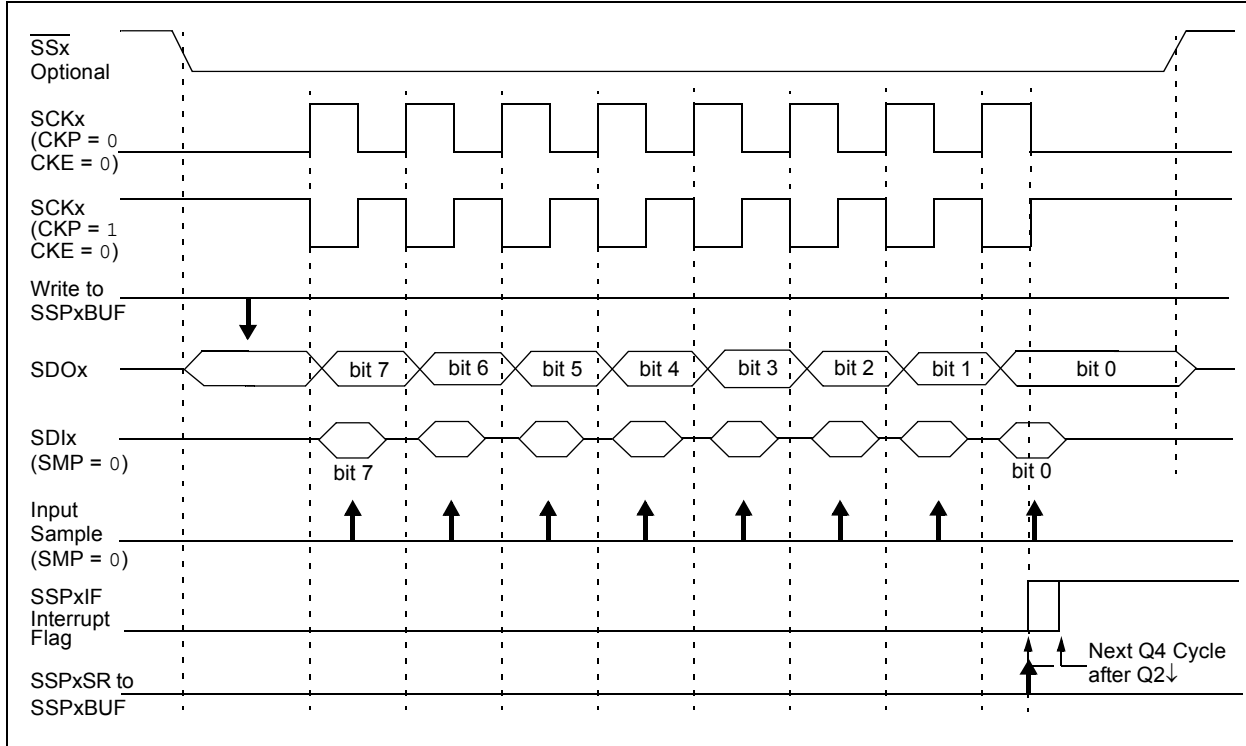 SSx
Optional
SCKx
(CKP = 0
CKE = 0)
SCKx
(CKP = 1
CKE = 0)
Write to
SSPxBUF
SDOx
bit 7
bit 6
bit 5
bit 4
bit 3
bit 2
bit 1
bit 0
SDIx
(SMP = 0)
bit 7
bit 0
Input
Sample
(SMP = 0)
SSPxIF
Interrupt
Flag
Next Q4 Cycle
after Q2↓
SSPxSR to
SSPxBUF